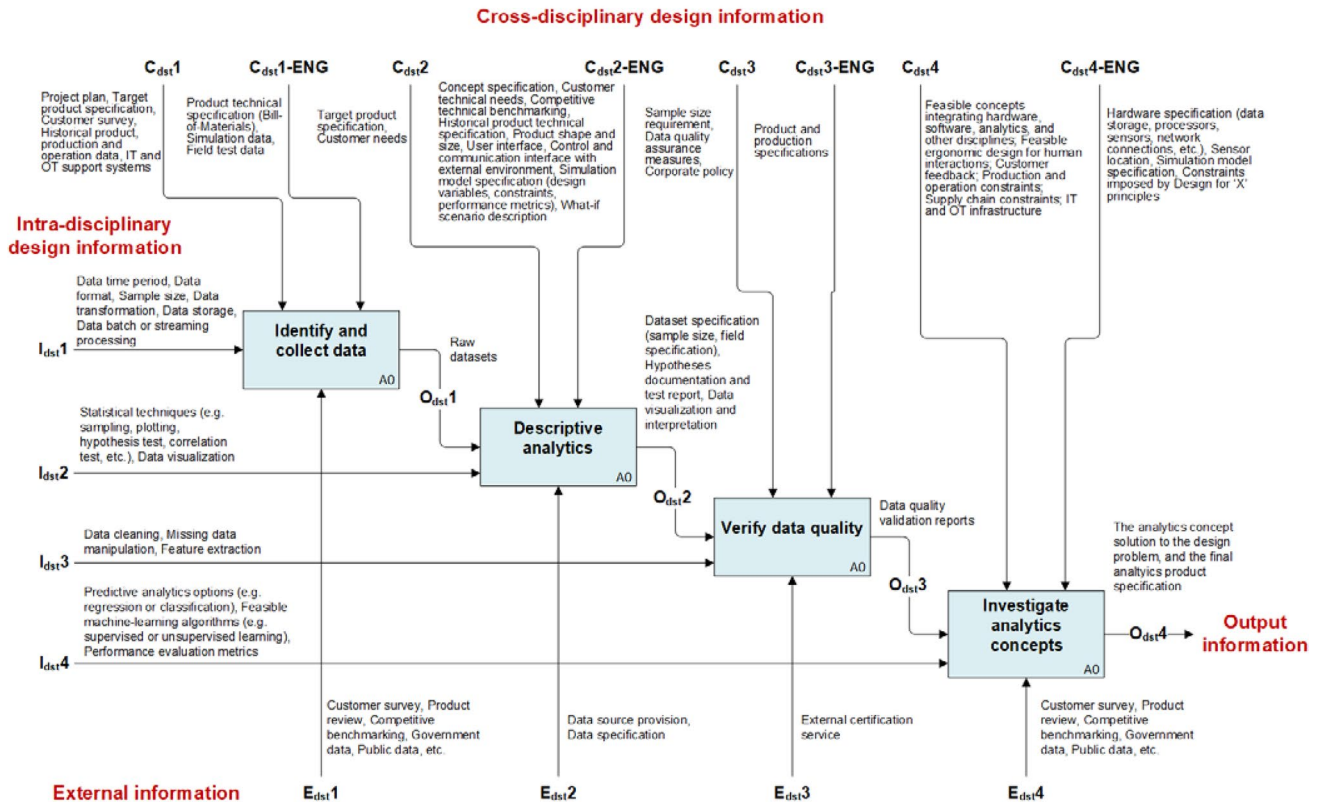 Cross-disciplinary design information
Cdst1
Cdst1-ENG
Cdst2
Cdst2-ENG
Cdst3
Cdst3-ENG
Cdst4
Cdst4-ENG
Project plan, Target
product specification,
Customer survey,
Historical product,
production and
operation data, IT and
OT support systems
Product technical
specification (Bill-
of-Materials),
Simulation data,
Field test data
Target product
specification,
Customer needs
Concept specification, Customer
technical needs, Competitive
technical benchmarking,
Historical product technical
specification, Product shape and
size, User interface, Control and
communication interface with
external environment, Simulation
model specification (design
variables, constraints,
performance metrics), What-if
scenario description
Sample size
requirement,
Data quality
assurance
measures,
Corporate policy
Product and
production
specifications
Feasible concepts
integrating hardware,
software, analytics, and
other disciplines; Feasible
ergonomic design for human
interactions; Customer
feedback; Production and
operation constraints;
Supply chain constraints; IT
and OT infrastructure
Hardware specification (data
storage, processors,
sensors, network
connections, etc.), Sensor
location, Simulation model
specification, Constraints
imposed by Design for 'X'
principles
Intra-disciplinary
design information
Data time period, Data
format, Sample size, Data
transformation, Data storage,
Data batch or streaming
processing
Idst1
Identify and
collect data
A0
Raw
datasets
Odst1
Statistical techniques (e.g.
sampling, plotting,
hypothesis test, correlation
test, etc.), Data visualization
Idst2
Descriptive
analytics
A0
Dataset specification
(sample size, field
specification),
Hypotheses
documentation and
test report, Data
visualization and
interpretation
Odst2
Data cleaning, Missing data
manipulation, Feature extraction
Idst3
Verify data quality
A0
Data quality
validation reports
Odst3
Predictive analytics options (e.g.
regression or classification), Feasible
machine-learning algorithms (e.g.
supervised or unsupervised learning),
Performance evaluation metrics
Idst4
Investigate
analytics
concepts
A0
The analytics concept
solution to the design
problem, and the final
analtyics product
specification
Odst4
Output
information
Customer survey, Product
review, Competitive
benchmarking, Government
data, Public data, etc.
Data source provision,
Data specification
External certification
service
Customer survey, Product
review, Competitive
benchmarking, Government
data, Public data, etc.
External information
Edst1
Edst2
Edst3
Edst4